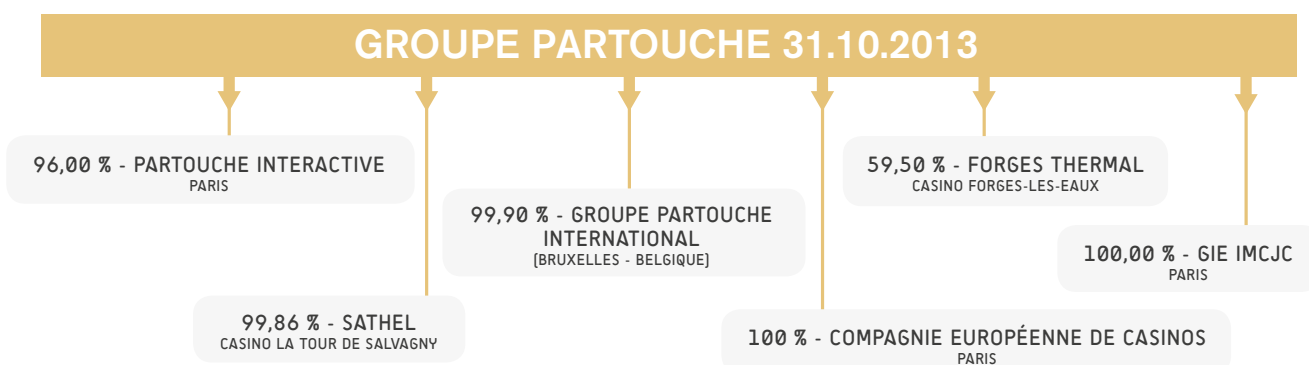 GROUPE PARTOUCHE 31.10.2013
96,00 % - PARTOUCHE INTERACTIVE
PARIS
59,50 % - FORGES THERMAL
CASINO FORGES-LES-EAUX
99,90 % - GROUPE PARTOUCHE
INTERNATIONAL
(BRUXELLES - BELGIQUE)
100,00 % - GIE IMCJC
PARIS
99,86 % - SATHEL
CASINO LA TOUR DE SALVAGNY
100 % - COMPAGNIE EUROPÉENNE DE CASINOS
PARIS